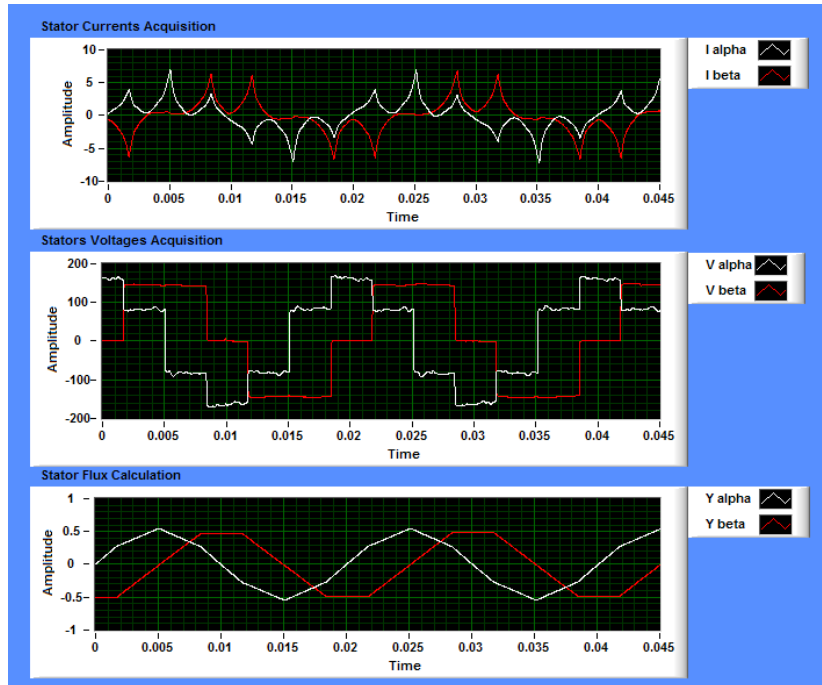 Stator Currents Acquisition
I alpha
I beta
Amplitude
10
5
0
-5
-10
0 0.005 0.01 0.015 0.02 0.025 0.03 0.035 0.04 0.045
Time
Stators Voltages Acquisition
V alpha
V beta
Amplitude
200
100
0
-100
-200
0 0.005 0.01 0.015 0.02 0.025 0.03 0.035 0.04 0.045
Time
Stator Flux Calculation
Y alpha
Y beta
Amplitude
1
0.5
0
-0.5
-1
0 0.005 0.01 0.015 0.02 0.025 0.03 0.035 0.04 0.045
Time